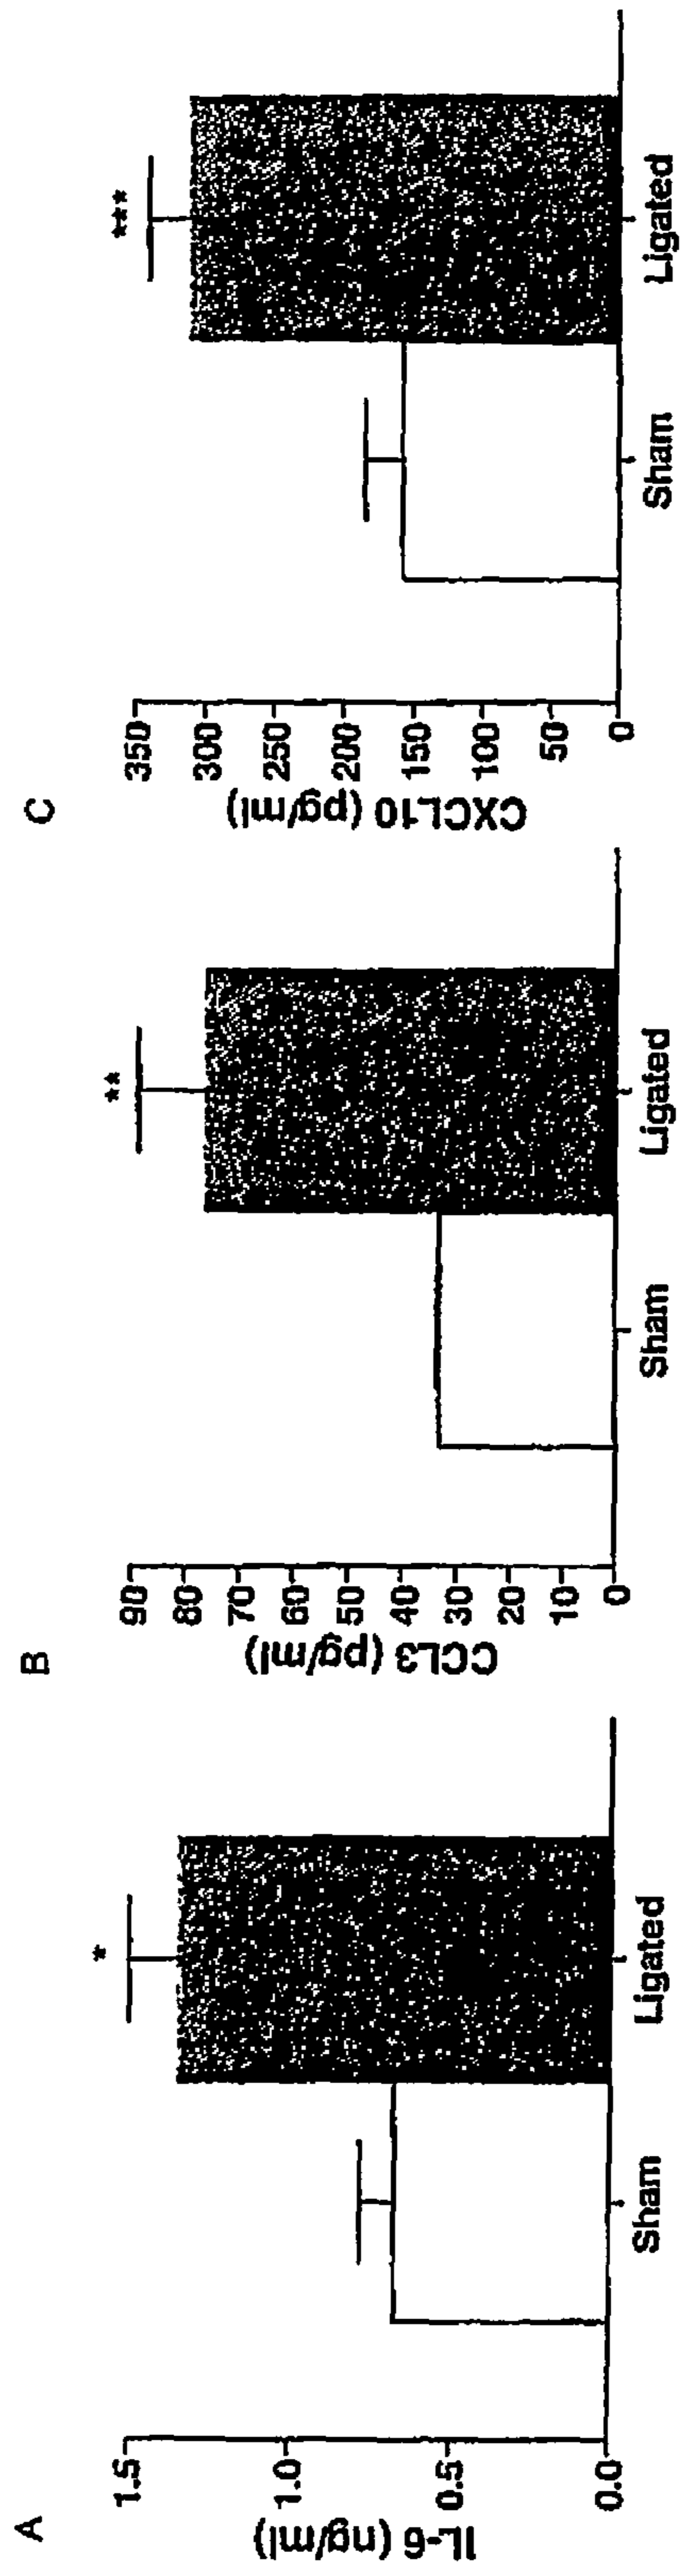 A
IL-6 (ng/ml)
1.5
1.0
0.5
0.0
*
Sham
Ligated
B
CCL3 (pg/ml)
90
80
70
60
50
40
30
20
10
0
**
Sham
Ligated
C
CXCL10 (pg/ml)
350
300
250
200
150
100
50
0
***
Sham
Ligated